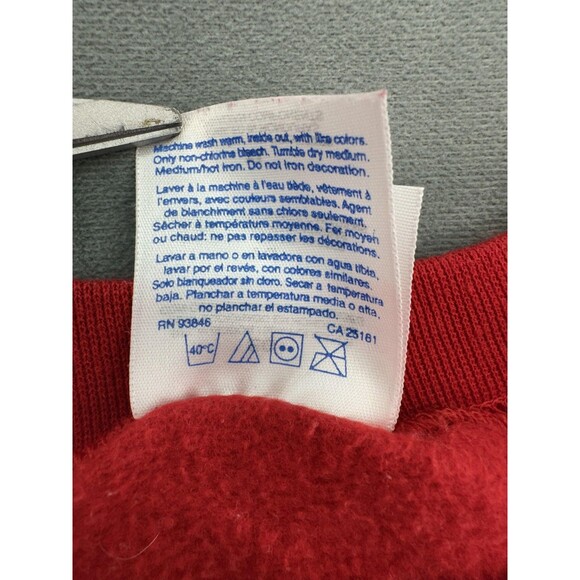 Machine wash warm, inside out, with like colors.
Only non-chlorine bleach. Tumble dry medium.
Medium/hot iron. Do not iron decoration.
Laver à la machine à l'eau tiède, vêtement à
l'envers, avec couleurs semblables. Agent
de blanchiment sans chlore seulement.
Sécher à température moyenne. Fer moyen
ou chaud: ne pas repasser les décorations.
Lavar a mano o en lavadora con agua tibia,
lavar por el revés, con colores similares.
Solo blanqueador sin cloro. Secar a temperatura
baja. Planchar a temperatura media o alta,
no planchar el estampado.
RN 93846 CA 25161
40°C